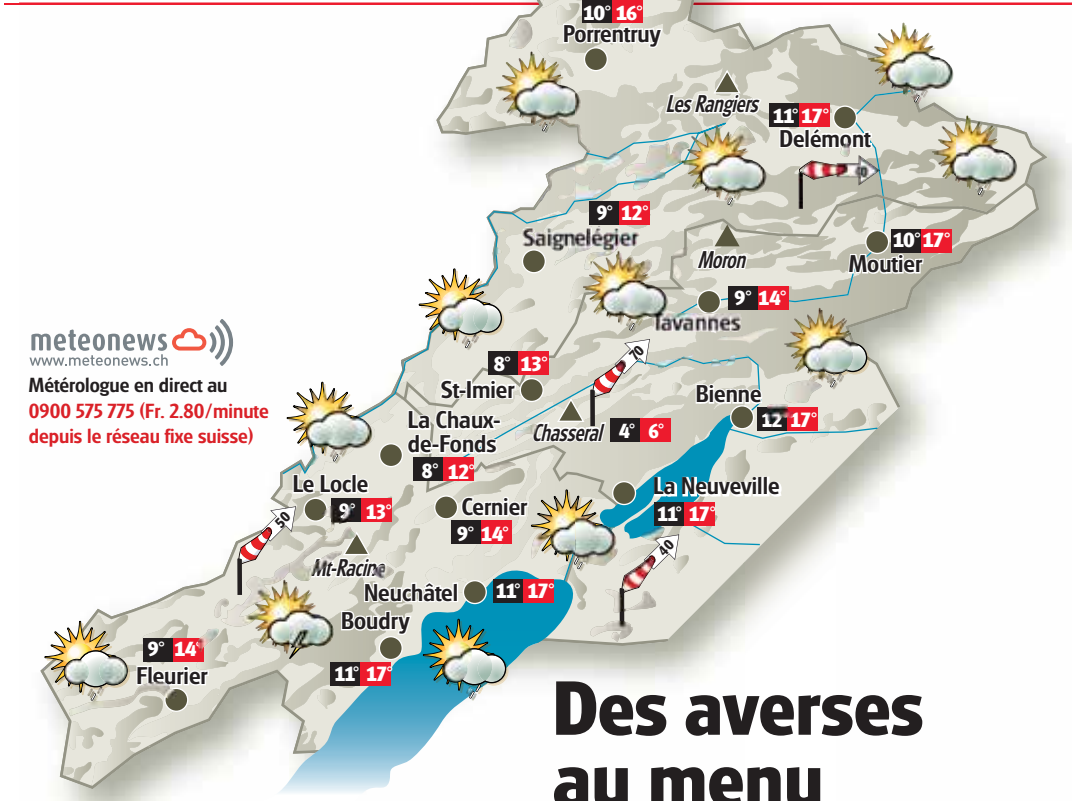 10° 16°
Porrentruy
Les Rangiers
11° 17°
Delémont
9° 12°
Saignelégier
Moron
10° 17°
Moutier
9° 14°
Tavannes
meteonews
www.meteonews.ch
Météorologue en direct au
0900 575 775 (Fr. 2.80/minute
depuis le réseau fixe suisse)
8° 13°
St-Imier
70
Bienne
12° 17°
Chasseral 4° 6°
La Chaux-
de-Fonds
8° 12°
Le Locle
9° 13°
50
Cernier
9° 14°
La Neuveville
11° 17°
40
Mt-Racine
Neuchâtel 11° 17°
Boudry
11° 17°
9° 14°
Fleurier
Des averses
au menu